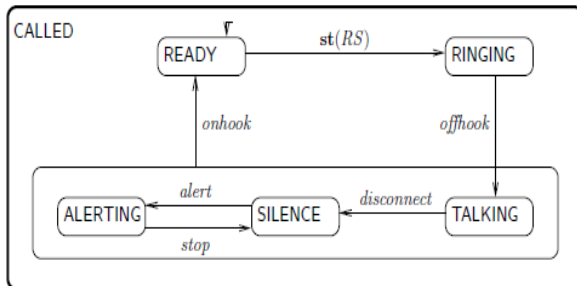 CALLED
READY
st(RS)
RINGING
onhook
offhook
alert
disconnect
ALERTING
SILENCE
TALKING
stop